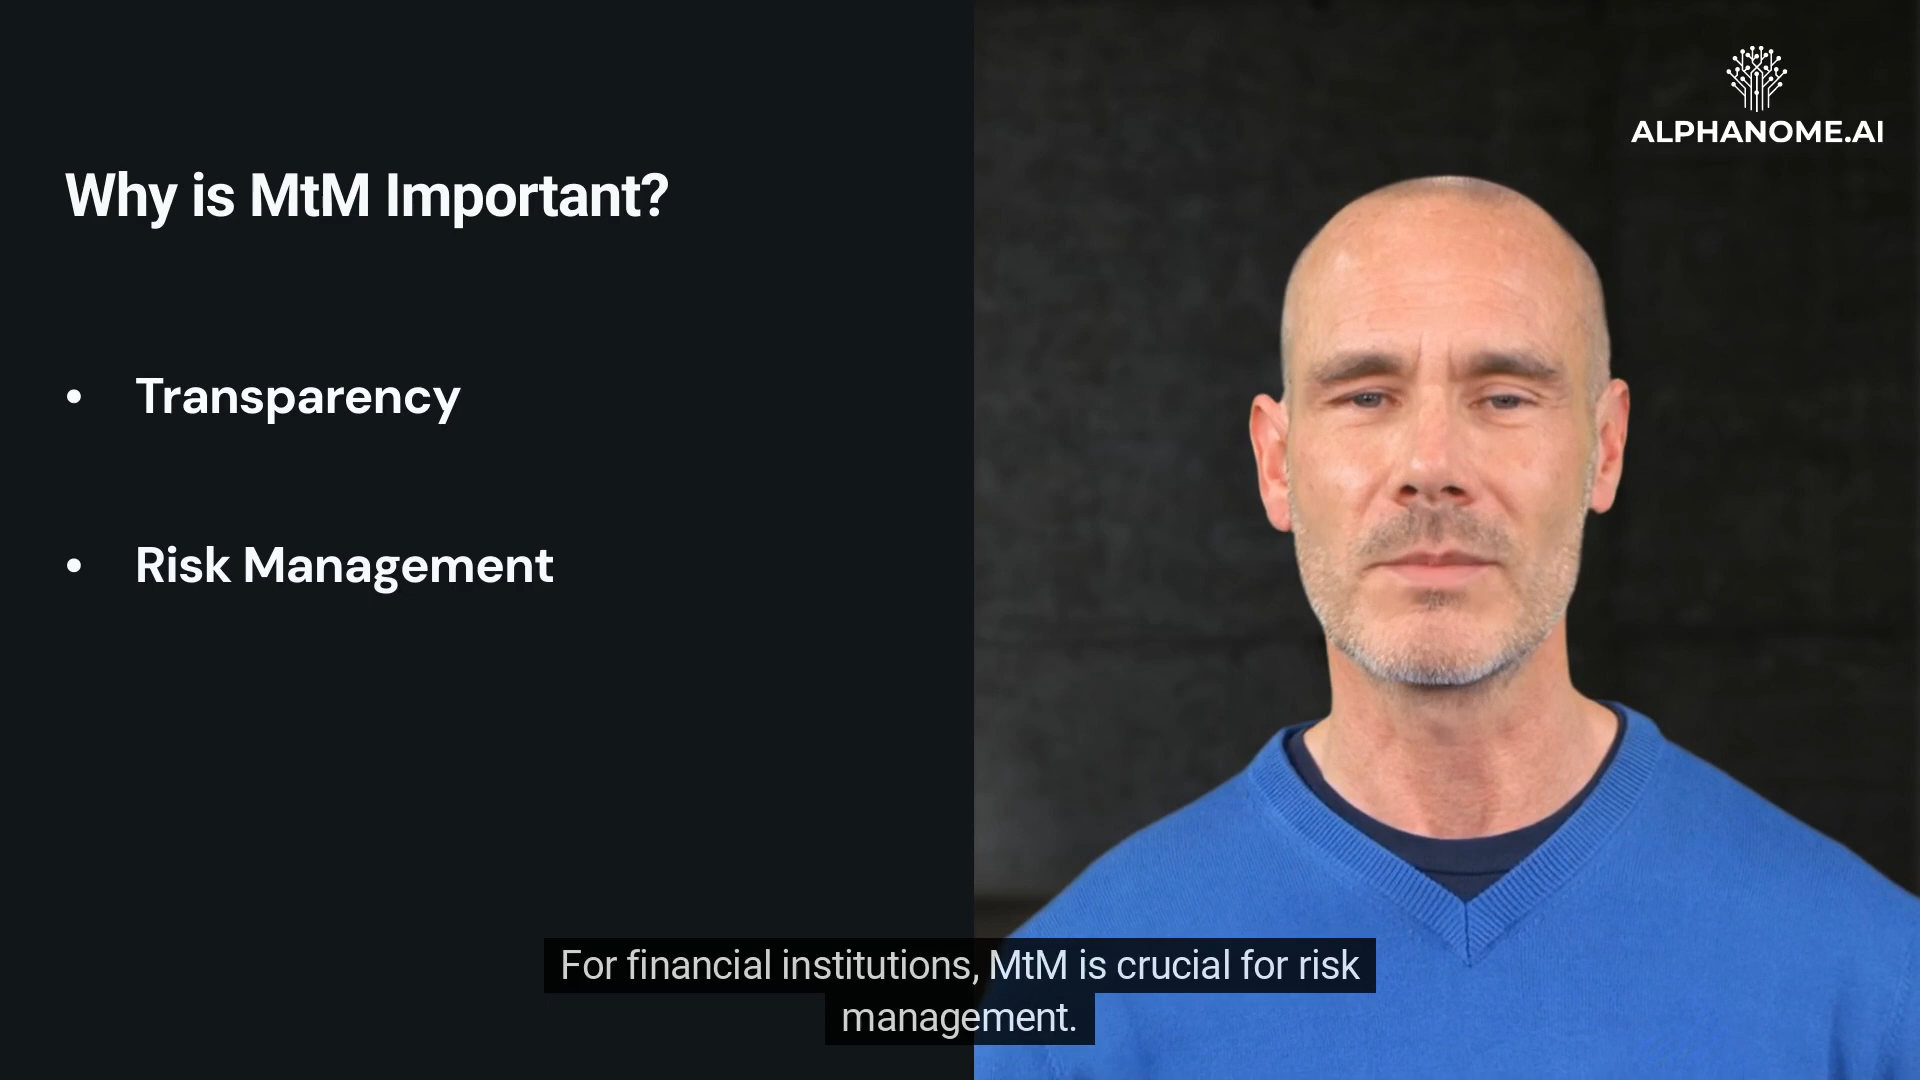 ALPHANOME.AI
Why is MtM Important?
• Transparency
• Risk Management
For financial institutions, MtM is crucial for risk
management.